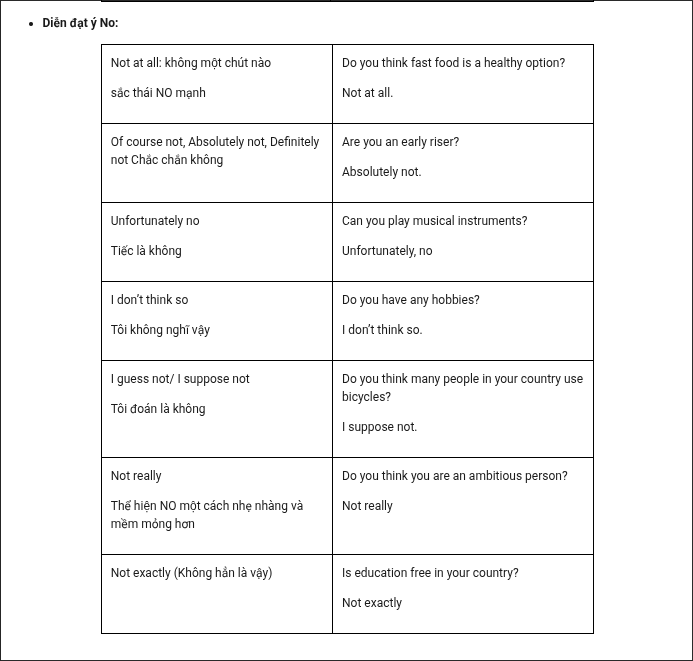 Diễn đạt ý No:
Not at all: không một chút nào
sắc thái NO mạnh
Do you think fast food is a healthy option?
Not at all.
Of course not, Absolutely not, Definitely
not Chắc chắn không
Are you an early riser?
Absolutely not.
Unfortunately no
Tiếc là không
Can you play musical instruments?
Unfortunately, no
I don’t think so
Tôi không nghĩ vậy
Do you have any hobbies?
I don’t think so.
I guess not/ I suppose not
Tôi đoán là không
Do you think many people in your country use
bicycles?
I suppose not.
Not really
Thể hiện NO một cách nhẹ nhàng và
mềm mỏng hơn
Do you think you are an ambitious person?
Not really
Not exactly (Không hẳn là vậy)
Is education free in your country?
Not exactly